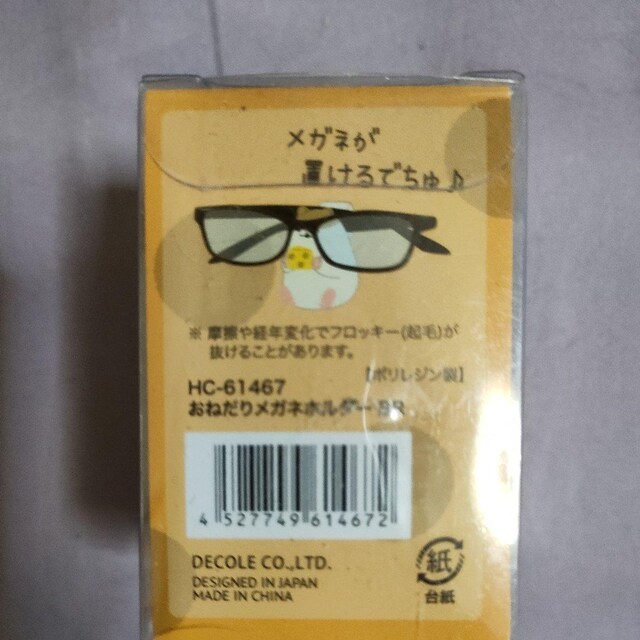 メガネが
置けるでちゅ♪
※ 摩擦や経年変化でフロッキー(起毛)が
抜けることがあります。
【ポリレジン製】
HC-61467
おねだりメガネホルダー BR
4 527749 614672
DECOLE CO.,LTD.
DESIGNED IN JAPAN
MADE IN CHINA
紙
台紙